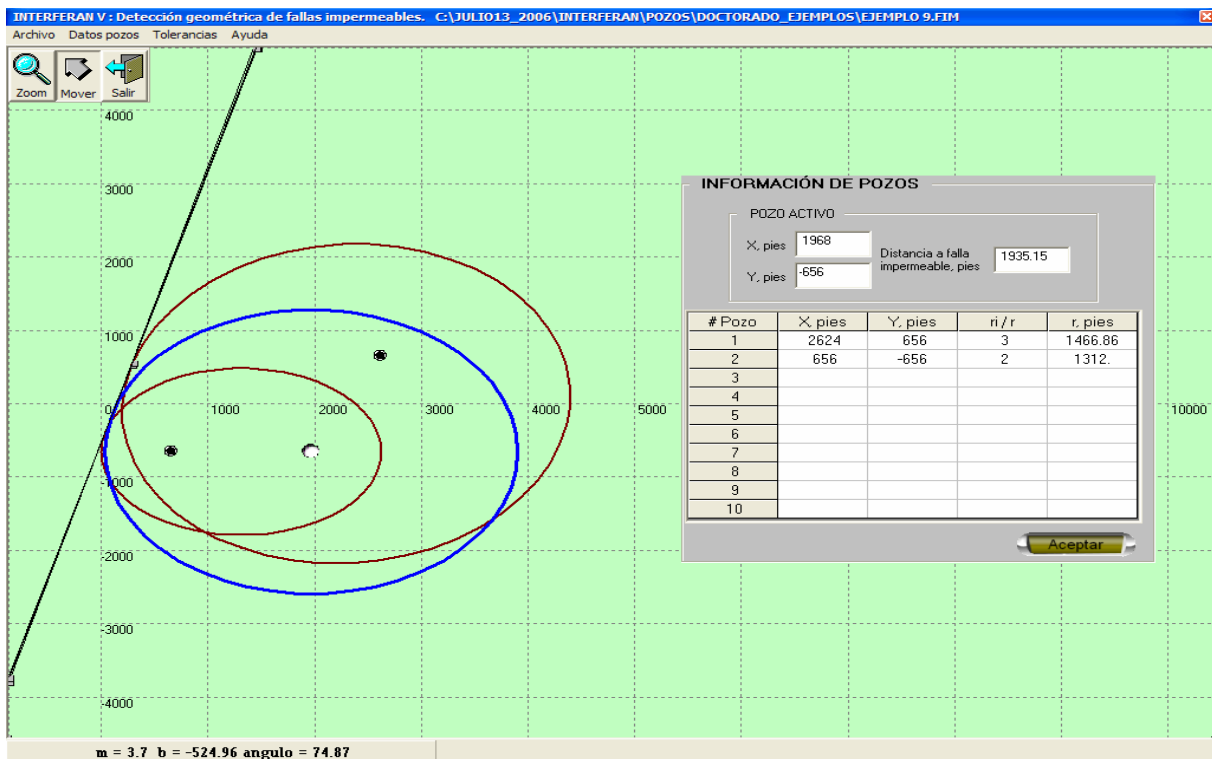 INTERFERAN V : Detección geométrica de fallas impermeables. C:\JULIO13_2006\INTERFERAN\POZOS\DOCTORADO_EJEMPLOS\EJEMPLO 9.FIM
Archivo Datos pozos Tolerancias Ayuda
Zoom Mover Salir
4000
3000
2000
1000
0 1000 2000 3000 4000 5000 10000
-1000
-2000
-3000
-4000
INFORMACIÓN DE POZOS
POZO ACTIVO
X, pies 1968
Y, pies -656
Distancia a falla
impermeable, pies
1935.15
# Pozo X, pies Y, pies ri / r r, pies
1 2624 656 3 1466.86
2 656 -656 2 1312.
3
4
5
6
7
8
9
10
Aceptar
m = 3.7 b = -524.96 angulo = 74.87